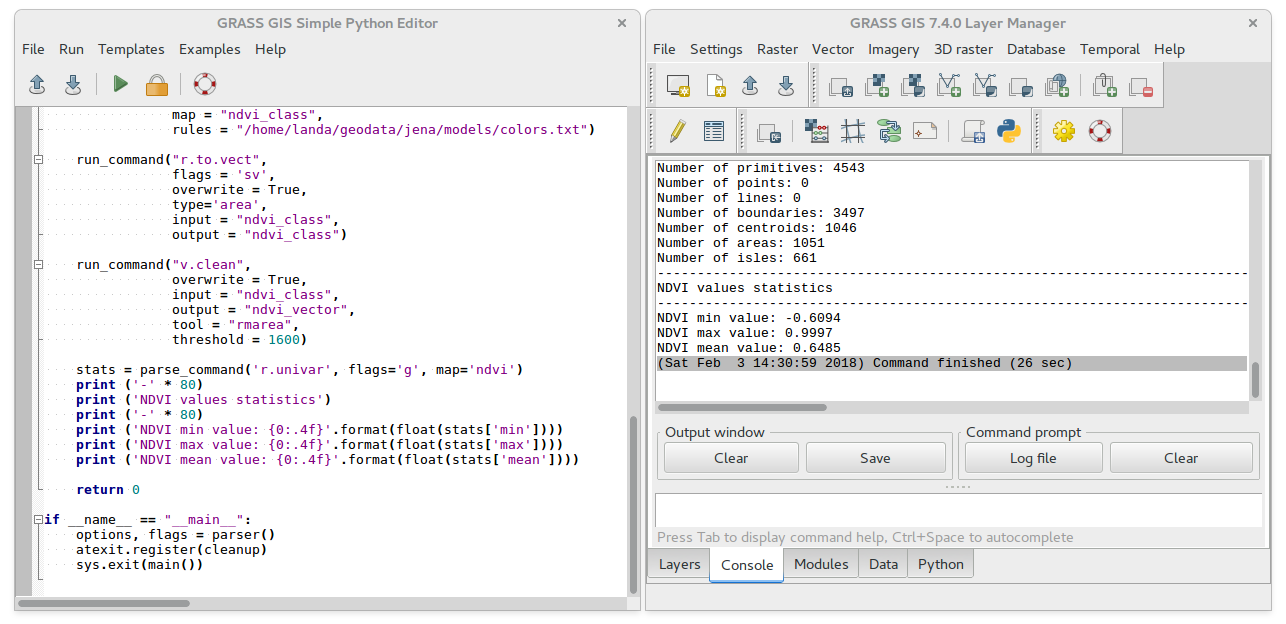 GRASS GIS Simple Python Editor
File Run Templates Examples Help
map = "ndvi_class",
rules = "/home/landa/geodata/jena/models/colors.txt")
run_command("r.to.vect",
flags = 'sv',
overwrite = True,
type='area',
input = "ndvi_class",
output = "ndvi_class")
run_command("v.clean",
overwrite = True,
input = "ndvi_class",
output = "ndvi_vector",
tool = "rmarea",
threshold = 1600)
stats = parse_command('r.univar', flags='g', map='ndvi')
print ('-' * 80)
print ('NDVI values statistics')
print ('-' * 80)
print ('NDVI min value: {0:.4f}'.format(float(stats['min'])))
print ('NDVI max value: {0:.4f}'.format(float(stats['max'])))
print ('NDVI mean value: {0:.4f}'.format(float(stats['mean'])))
return 0
if __name__ == "__main__":
options, flags = parser()
atexit.register(cleanup)
sys.exit(main())
GRASS GIS 7.4.0 Layer Manager
File Settings Raster Vector Imagery 3D raster Database Temporal Help
Number of primitives: 4543
Number of points: 0
Number of lines: 0
Number of boundaries: 3497
Number of centroids: 1046
Number of areas: 1051
Number of isles: 661
--------------------------------------------------------------------------
NDVI values statistics
--------------------------------------------------------------------------
NDVI min value: -0.6094
NDVI max value: 0.9997
NDVI mean value: 0.6485
(Sat Feb  3 14:30:59 2018) Command finished (26 sec)
Output window Command prompt
Clear Save Log file Clear
Press Tab to display command help, Ctrl+Space to autocomplete
Layers Console Modules Data Python